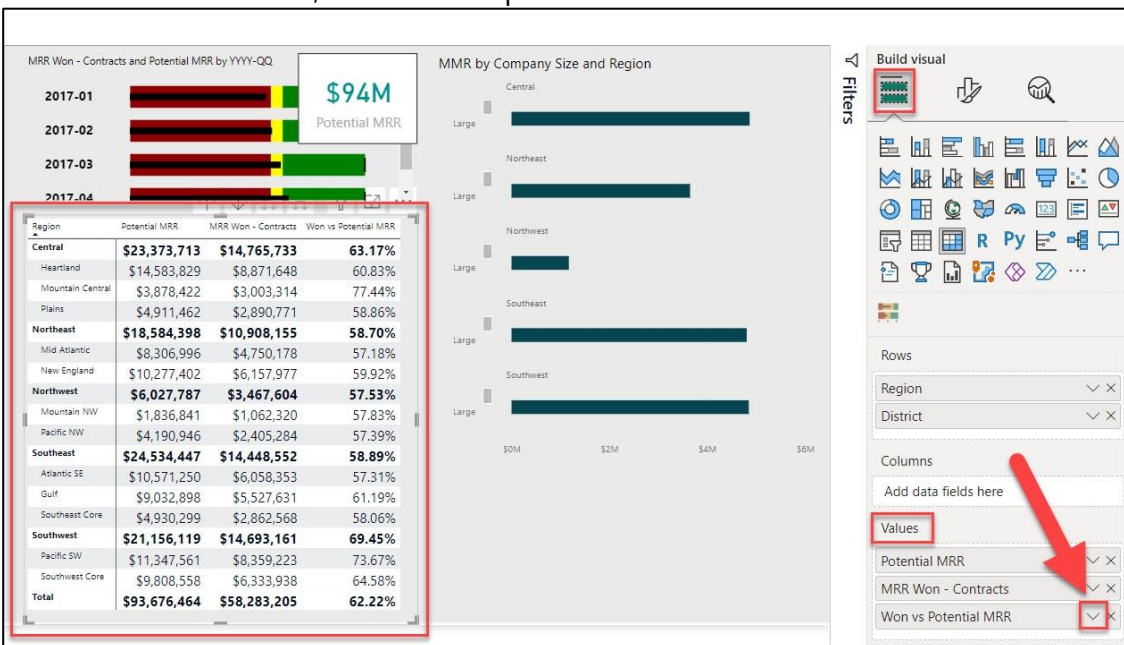 MRR Won - Contracts and Potential MRR by YYYY-QQ
2017-01
2017-02
2017-03
2017-04
$94M
Potential MRR
Region Potential MRR MRR Won - Contracts Won vs Potential MRR
Central $23,373,713 $14,765,733 63.17%
Heartland $14,583,829 $8,871,648 60.83%
Mountain Central $3,878,422 $3,003,314 77.44%
Plains $4,911,462 $2,890,771 58.86%
Northeast $18,584,398 $10,908,155 58.70%
Mid Atlantic $8,306,996 $4,750,178 57.18%
New England $10,277,402 $6,157,977 59.92%
Northwest $6,027,787 $3,467,604 57.53%
Mountain NW $1,836,841 $1,062,320 57.83%
Pacific NW $4,190,946 $2,405,284 57.39%
Southeast $24,534,447 $14,448,552 58.89%
Atlantic SE $10,571,250 $6,058,353 57.31%
Gulf $9,032,898 $5,527,631 61.19%
Southeast Core $4,930,299 $2,862,568 58.06%
Southwest $21,156,119 $14,693,161 69.45%
Pacific SW $11,347,561 $8,359,223 73.67%
Southwest Core $9,808,558 $6,333,938 64.58%
Total $93,676,464 $58,283,205 62.22%
MMR by Company Size and Region
Central
Large
Northeast
Large
Northwest
Large
Southeast
Large
Southwest
Large
$0M $2M $4M $6M
Filters
Build visual
123
R Py
Rows
Region
District
Columns
Add data fields here
Values
Potential MRR
MRR Won - Contracts
Won vs Potential MRR